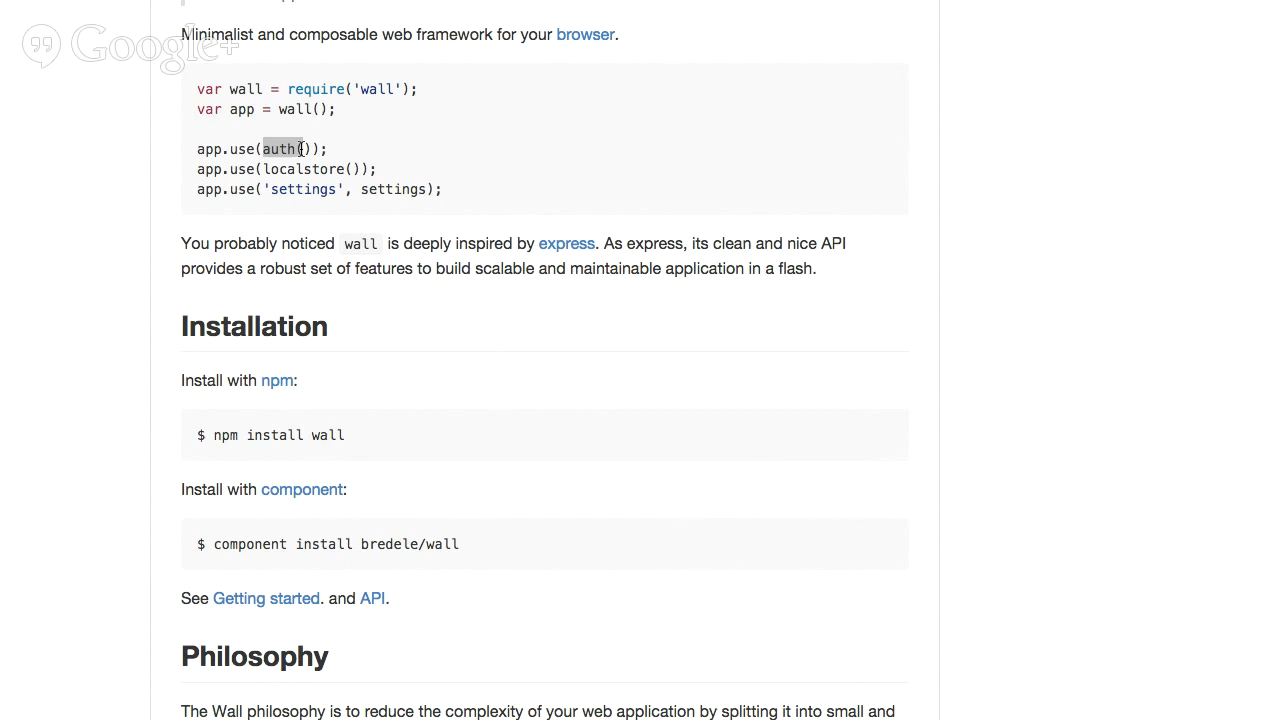 Google+
Minimalist and composable web framework for your browser.
var wall = require('wall');
var app = wall();
app.use(auth());
app.use(localstore());
app.use('settings', settings);
You probably noticed wall is deeply inspired by express. As express, its clean and nice API
provides a robust set of features to build scalable and maintainable application in a flash.
Installation
Install with npm:
$ npm install wall
Install with component:
$ component install bredele/wall
See Getting started. and API.
Philosophy
The Wall philosophy is to reduce the complexity of your web application by splitting it into small and